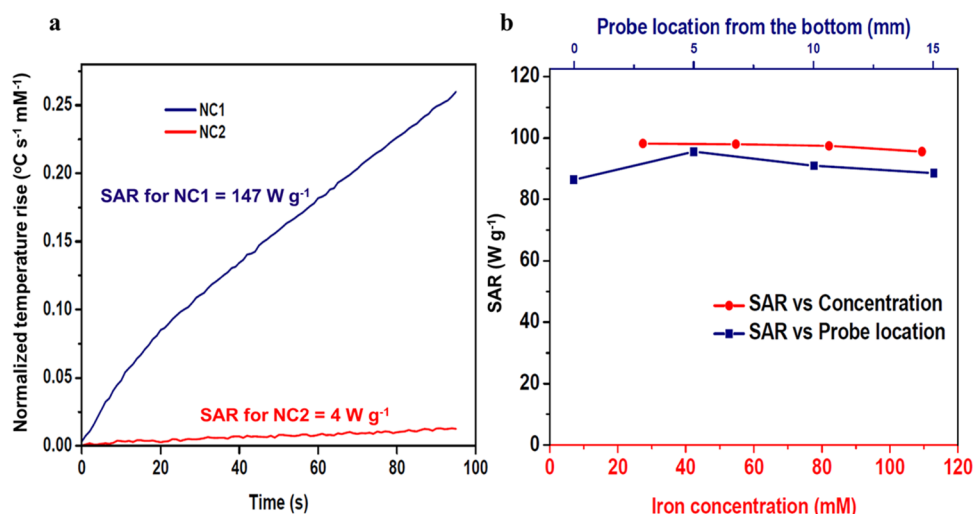 a
Normalized temperature rise (°C s⁻¹ mM⁻¹)
0.25
0.20
0.15
0.10
0.05
0.00
NC1
NC2
SAR for NC1 = 147 W g⁻¹
SAR for NC2 = 4 W g⁻¹
0 20 40 60 80 100
Time (s)
b
Probe location from the bottom (mm)
0 5 10 15
SAR (W g⁻¹)
120
100
80
60
40
20
0
SAR vs Concentration
SAR vs Probe location
0 20 40 60 80 100 120
Iron concentration (mM)